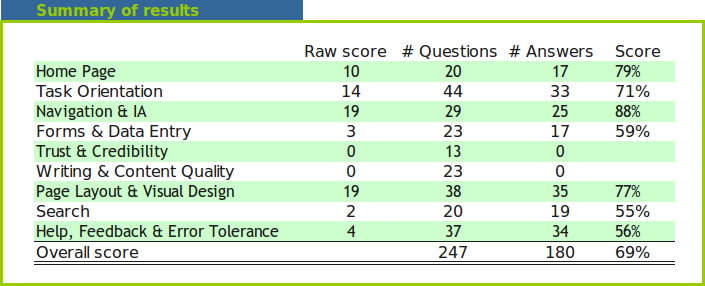 Summary of results
Raw score # Questions # Answers Score
Home Page 10 20 17 79%
Task Orientation 14 44 33 71%
Navigation & IA 19 29 25 88%
Forms & Data Entry 3 23 17 59%
Trust & Credibility 0 13 0
Writing & Content Quality 0 23 0
Page Layout & Visual Design 19 38 35 77%
Search 2 20 19 55%
Help, Feedback & Error Tolerance 4 37 34 56%
Overall score 247 180 69%